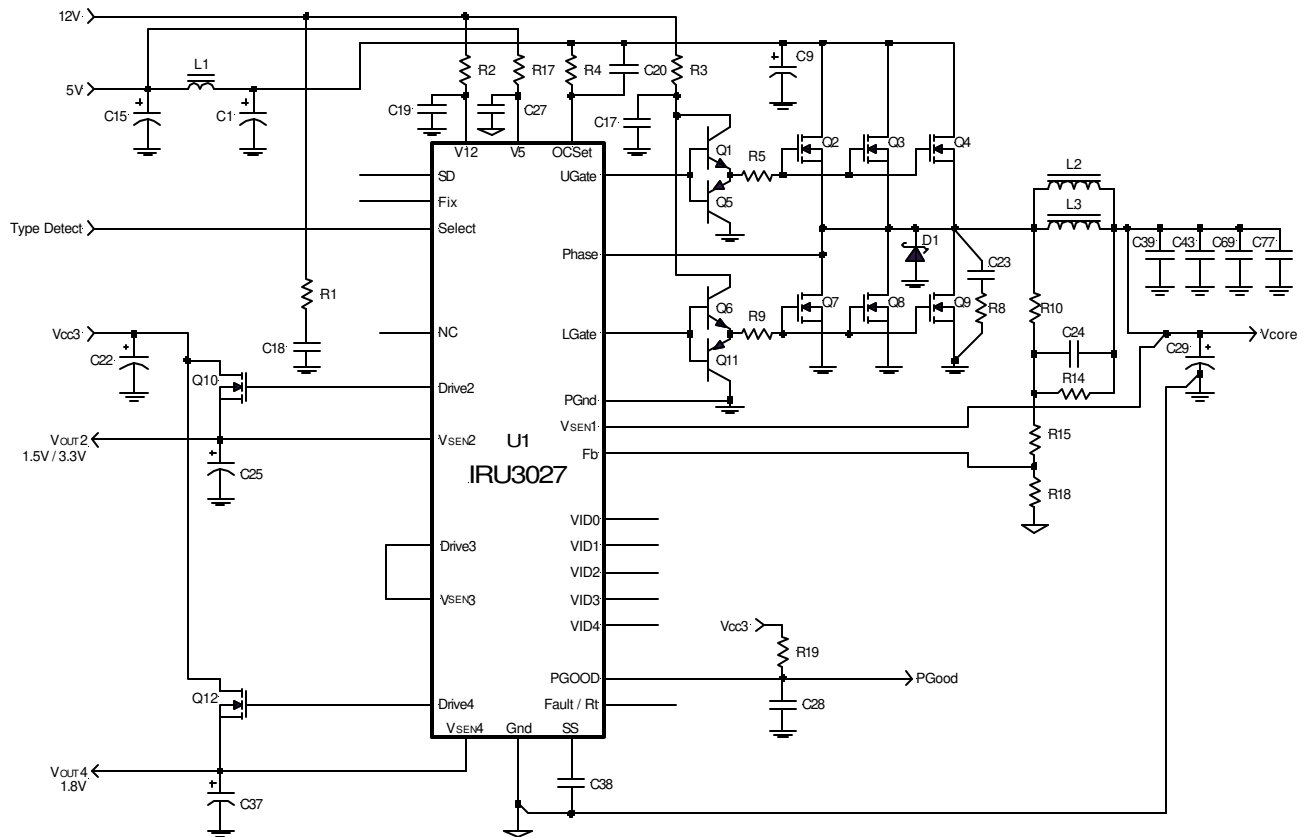 12V
L1
R2
R17
R4
C20
R3
C9
5V
C15
C1
C19
C27
C17
V12
V5
OCSet
Q1
R5
Q2
Q3
Q4
SD
UGate
L2
Fix
Q5
L3
Type Detect
Select
D1
C39
C43
C69
C77
Phase
C23
R1
Q6
R9
Q7
Q8
Q9
R8
R10
Vcc3
NC
LGate
C24
Vcore
C22
C18
Q11
C29
Q10
Drive2
R14
PGnd
VSEN1
VOUT2
1.5V / 3.3V
VSEN2
U1
R15
Fb
C25
IRU3027
R18
VID0
Drive3
VID1
VID2
VSEN3
VID3
VID4
Vcc3
R19
PGOOD
PGood
Q12
Drive4
Fault / Rt
C28
VSEN4
Gnd
SS
VOUT4
1.8V
C38
C37